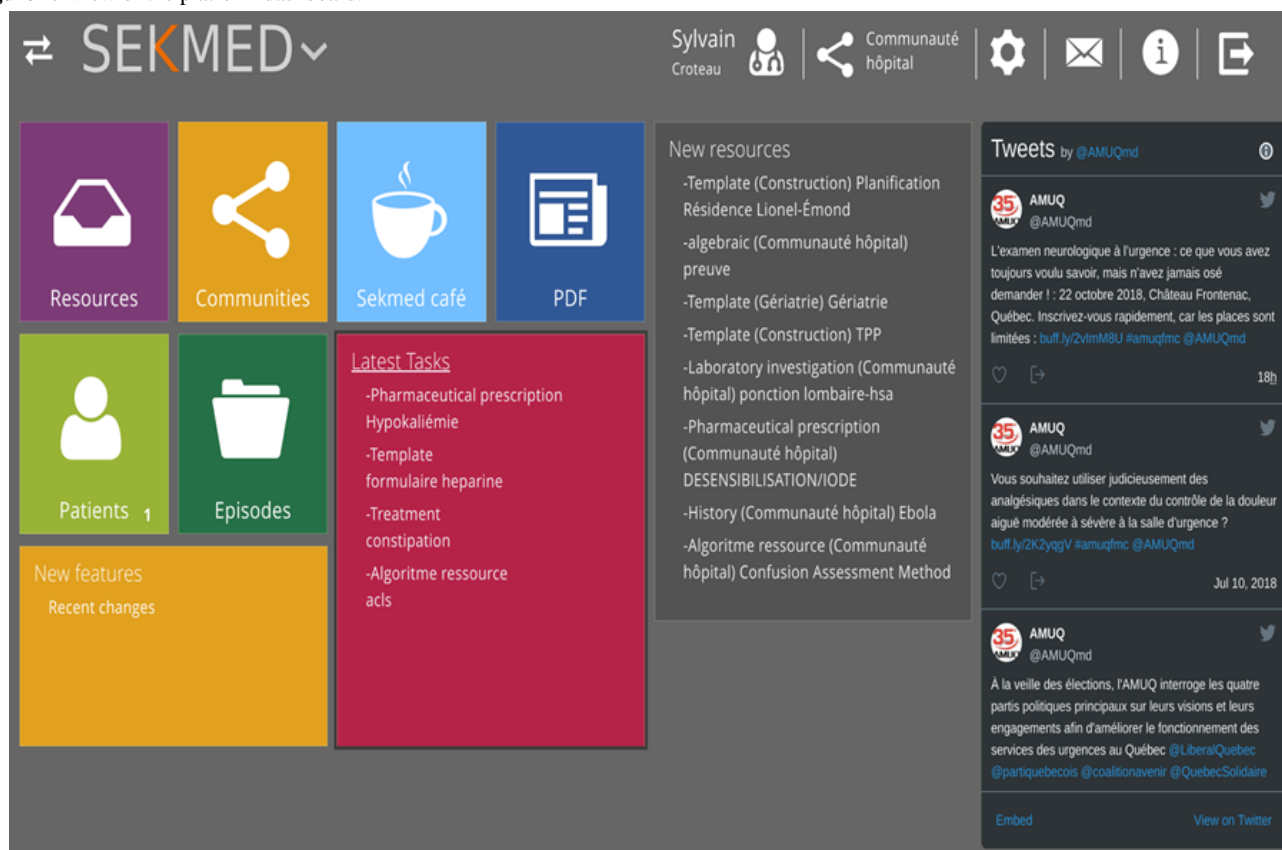 SEKMED
Sylvain
Croteau
Communauté
hôpital
Resources
Communities
Sekmed café
PDF
Patients 1
Episodes
New features
Recent changes
Latest Tasks
-Pharmaceutical prescription
Hypokaliémie
-Template
formulaire heparine
-Treatment
constipation
-Algoritme ressource
acls
New resources
-Template (Construction) Planification
Résidence Lionel-Émond
-algebraic (Communauté hôpital)
preuve
-Template (Gériatrie) Gériatrie
-Template (Construction) TPP
-Laboratory investigation (Communauté
hôpital) ponction lombaire-hsa
-Pharmaceutical prescription
(Communauté hôpital)
DESENSIBILISATION/IODE
-History (Communauté hôpital) Ebola
-Algoritme ressource (Communauté
hôpital) Confusion Assessment Method
Tweets by @AMUQmd
35
AMUQ
AMUQ
@AMUQmd
L'examen neurologique à l'urgence : ce que vous avez
toujours voulu savoir, mais n'avez jamais osé
demander ! : 22 octobre 2018, Château Frontenac,
Québec. Inscrivez-vous rapidement, car les places sont
limitées : buff.ly/2vImM8U #amuqfmc @AMUQmd
18h
35
AMUQ
AMUQ
@AMUQmd
Vous souhaitez utiliser judicieusement des
analgésiques dans le contexte du contrôle de la douleur
aiguë modérée à sévère à la salle d'urgence ?
buff.ly/2K2yqgV #amuqfmc @AMUQmd
Jul 10, 2018
35
AMUQ
AMUQ
@AMUQmd
À la veille des élections, l'AMUQ interroge les quatre
partis politiques principaux sur leurs visions et leurs
engagements afin d'améliorer le fonctionnement des
services des urgences au Québec @LiberalQuebec
@partiquebecois @coalitionavenir @QuebecSolidaire
Embed
View on Twitter